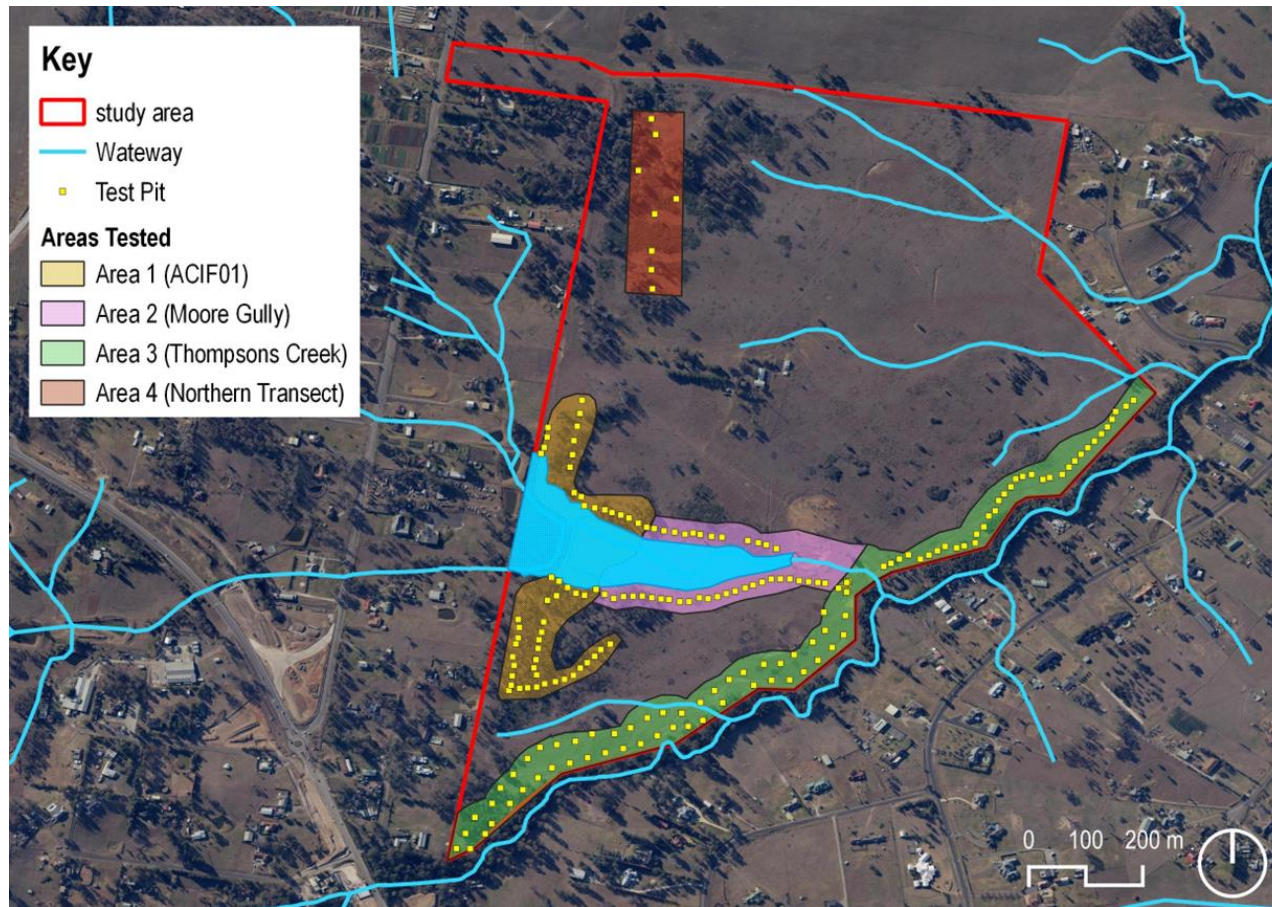 Key
study area
Wateway
Test Pit
Areas Tested
Area 1 (ACIF01)
Area 2 (Moore Gully)
Area 3 (Thompsons Creek)
Area 4 (Northern Transect)
0 100 200 m